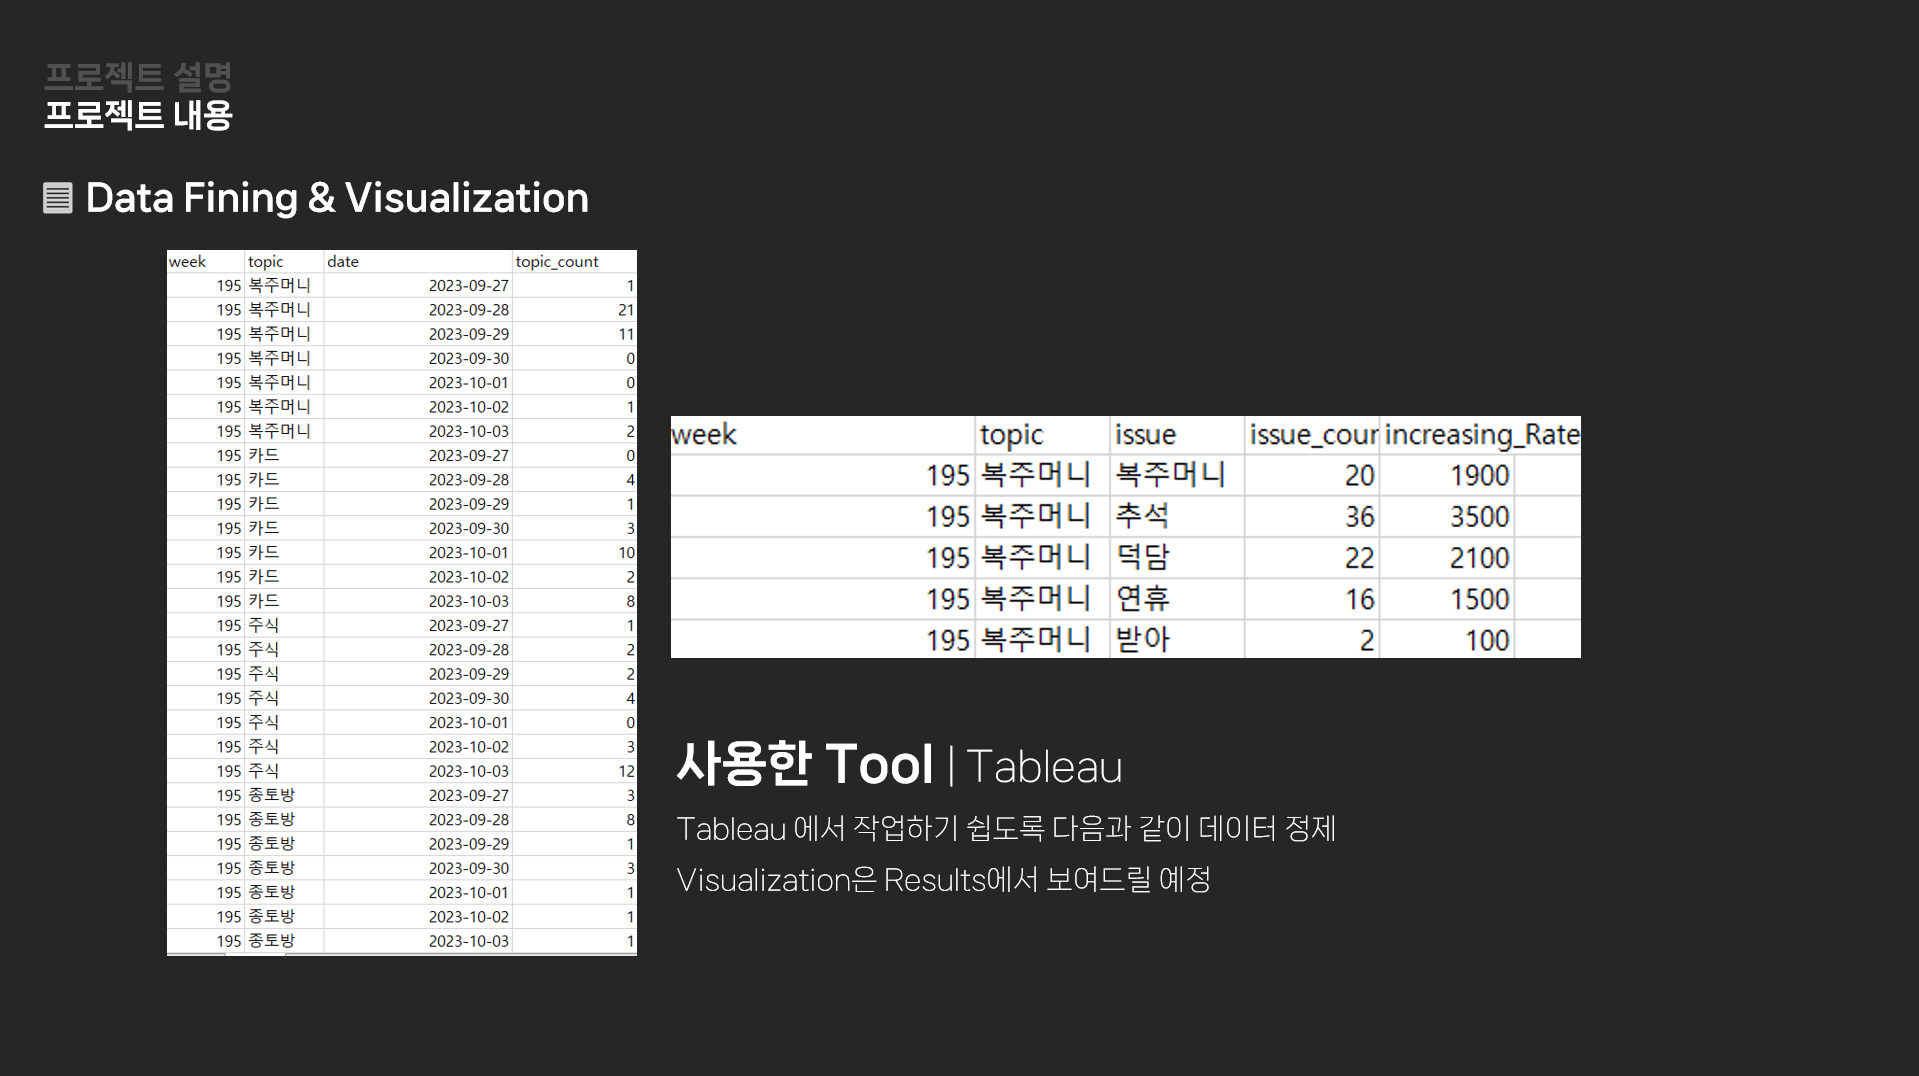 프로젝트 설명
프로젝트 내용
Data Fining & Visualization
week topic date topic_count
195 복주머니 2023-09-27 1
195 복주머니 2023-09-28 21
195 복주머니 2023-09-29 11
195 복주머니 2023-09-30 0
195 복주머니 2023-10-01 0
195 복주머니 2023-10-02 1
195 복주머니 2023-10-03 2
195 카드 2023-09-27 0
195 카드 2023-09-28 4
195 카드 2023-09-29 1
195 카드 2023-09-30 3
195 카드 2023-10-01 10
195 카드 2023-10-02 2
195 카드 2023-10-03 8
195 주식 2023-09-27 1
195 주식 2023-09-28 2
195 주식 2023-09-29 2
195 주식 2023-09-30 4
195 주식 2023-10-01 0
195 주식 2023-10-02 3
195 주식 2023-10-03 12
195 종토방 2023-09-27 3
195 종토방 2023-09-28 8
195 종토방 2023-09-29 1
195 종토방 2023-09-30 3
195 종토방 2023-10-01 1
195 종토방 2023-10-02 1
195 종토방 2023-10-03 1
week topic issue issue_cour increasing_Rate
195 복주머니 복주머니 20 1900
195 복주머니 추석 36 3500
195 복주머니 덕담 22 2100
195 복주머니 연휴 16 1500
195 복주머니 받아 2 100
사용한 Tool | Tableau
Tableau 에서 작업하기 쉽도록 다음과 같이 데이터 정제
Visualization은 Results에서 보여드릴 예정